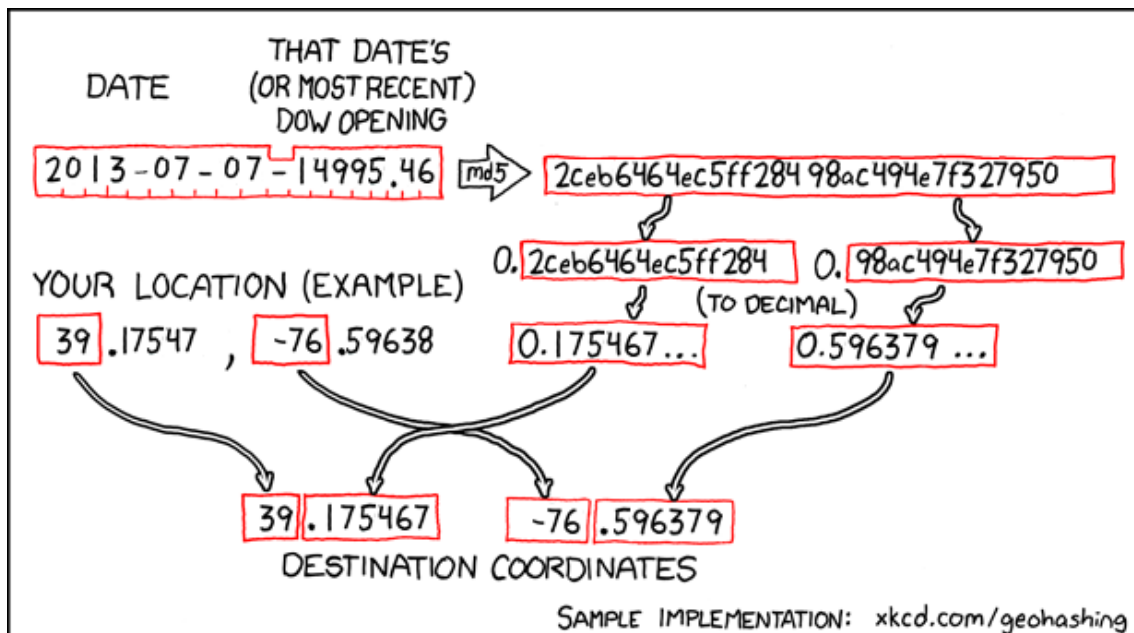 DATE
THAT DATE'S
(OR MOST RECENT)
DOW OPENING
2013-07-07-14995.46
md5
2ceb6464ec5ff28498ac494e7f327950
0.2ceb6464ec5ff284
0.98ac494e7f327950
YOUR LOCATION (EXAMPLE)
(TO DECIMAL)
39.17547, -76.59638
0.175467...
0.596379...
39.175467
-76.596379
DESTINATION COORDINATES
SAMPLE IMPLEMENTATION: xkcd.com/geohashing